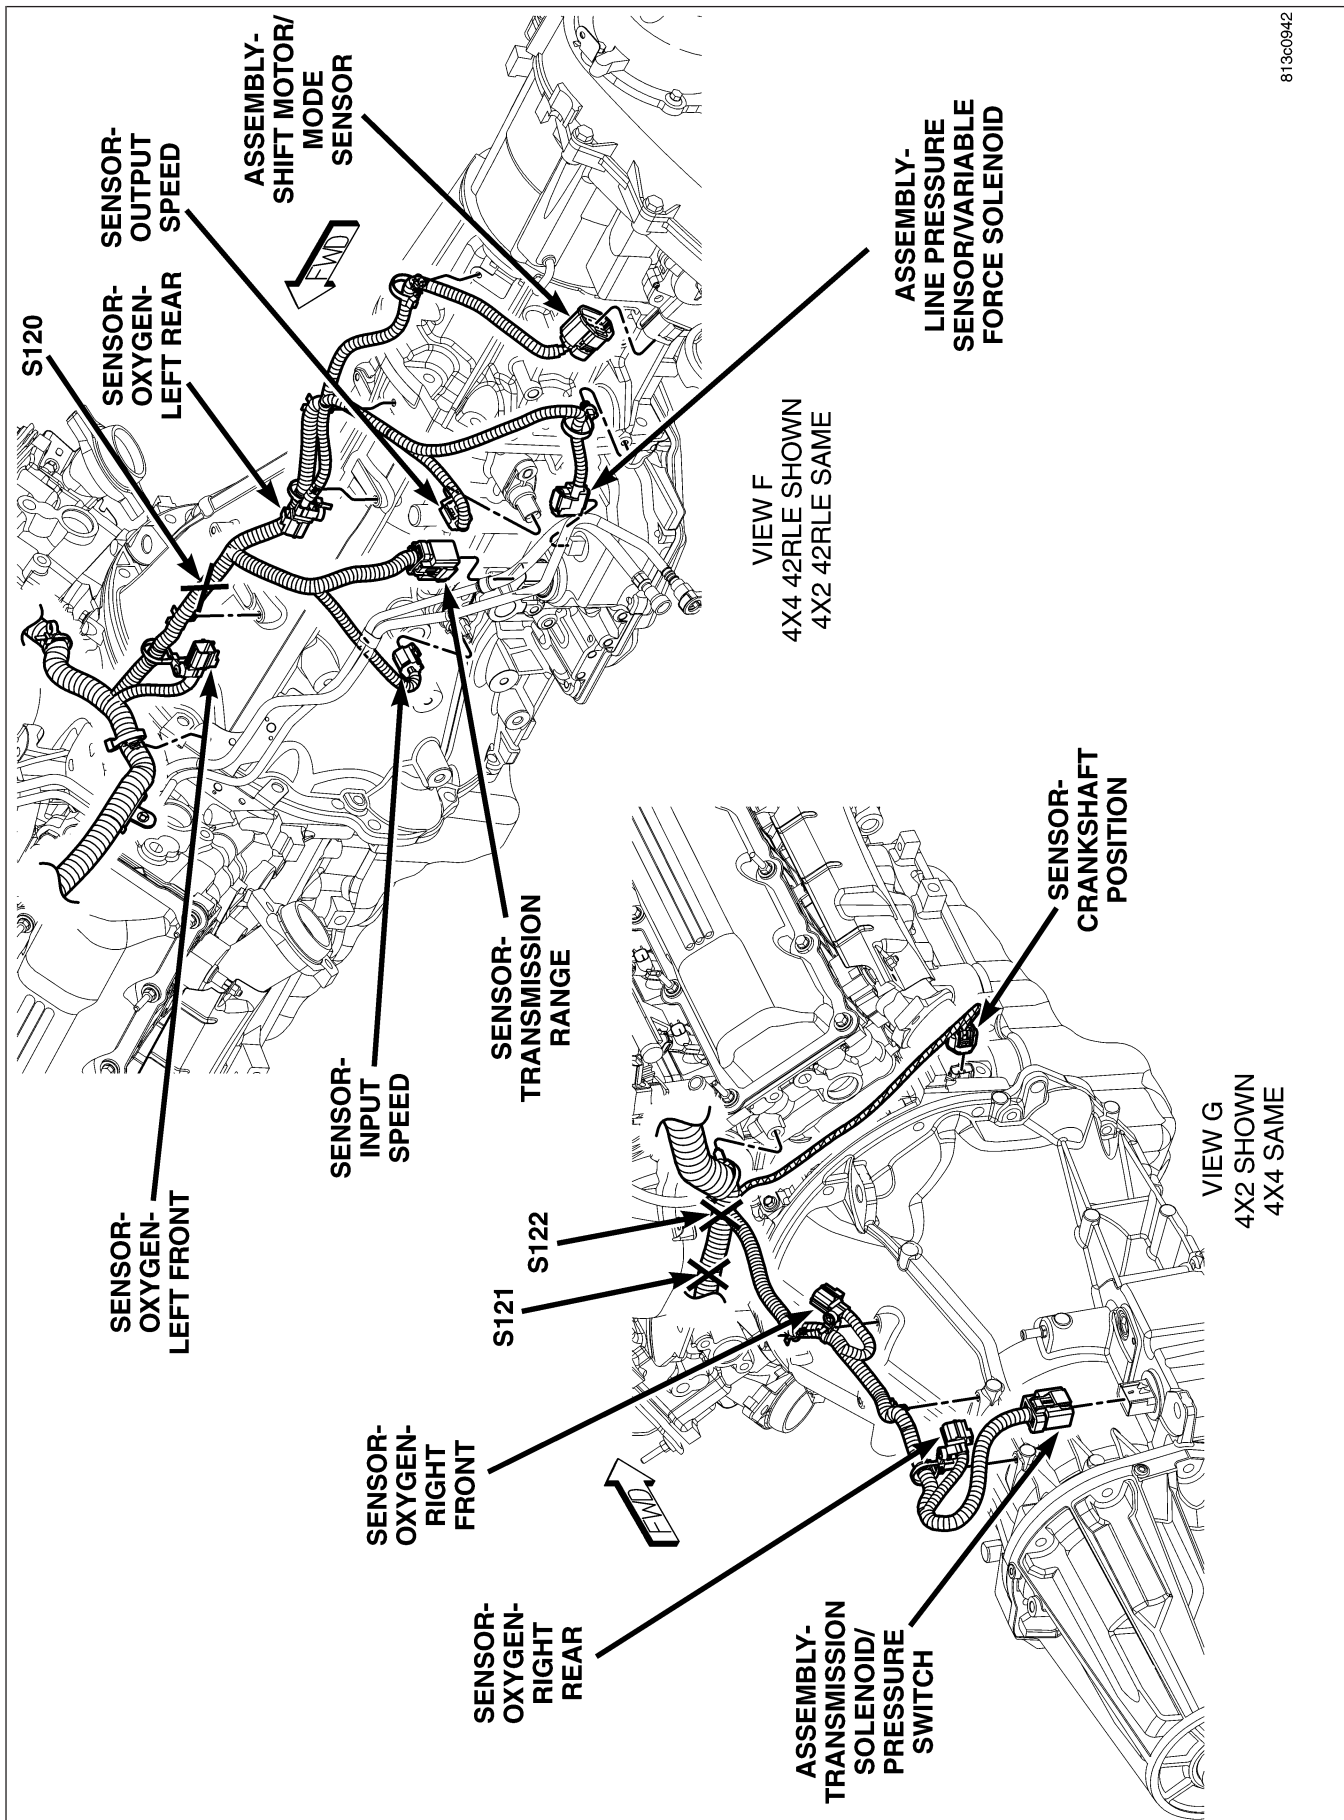 S120
SENSOR-
OXYGEN-
LEFT REAR
SENSOR-
OUTPUT
SPEED
ASSEMBLY-
SHIFT MOTOR/
MODE
SENSOR
FWD
SENSOR-
OXYGEN-
LEFT FRONT
SENSOR-
INPUT
SPEED
SENSOR-
TRANSMISSION
RANGE
ASSEMBLY-
LINE PRESSURE
SENSOR/VARIABLE
FORCE SOLENOID
VIEW F
4X4 42RLE SHOWN
4X2 42RLE SAME
S121
S122
SENSOR-
OXYGEN-
RIGHT
FRONT
FWD
SENSOR-
OXYGEN-
RIGHT
REAR
ASSEMBLY-
TRANSMISSION
SOLENOID/
PRESSURE
SWITCH
SENSOR-
CRANKSHAFT
POSITION
VIEW G
4X2 SHOWN
4X4 SAME
813c0942